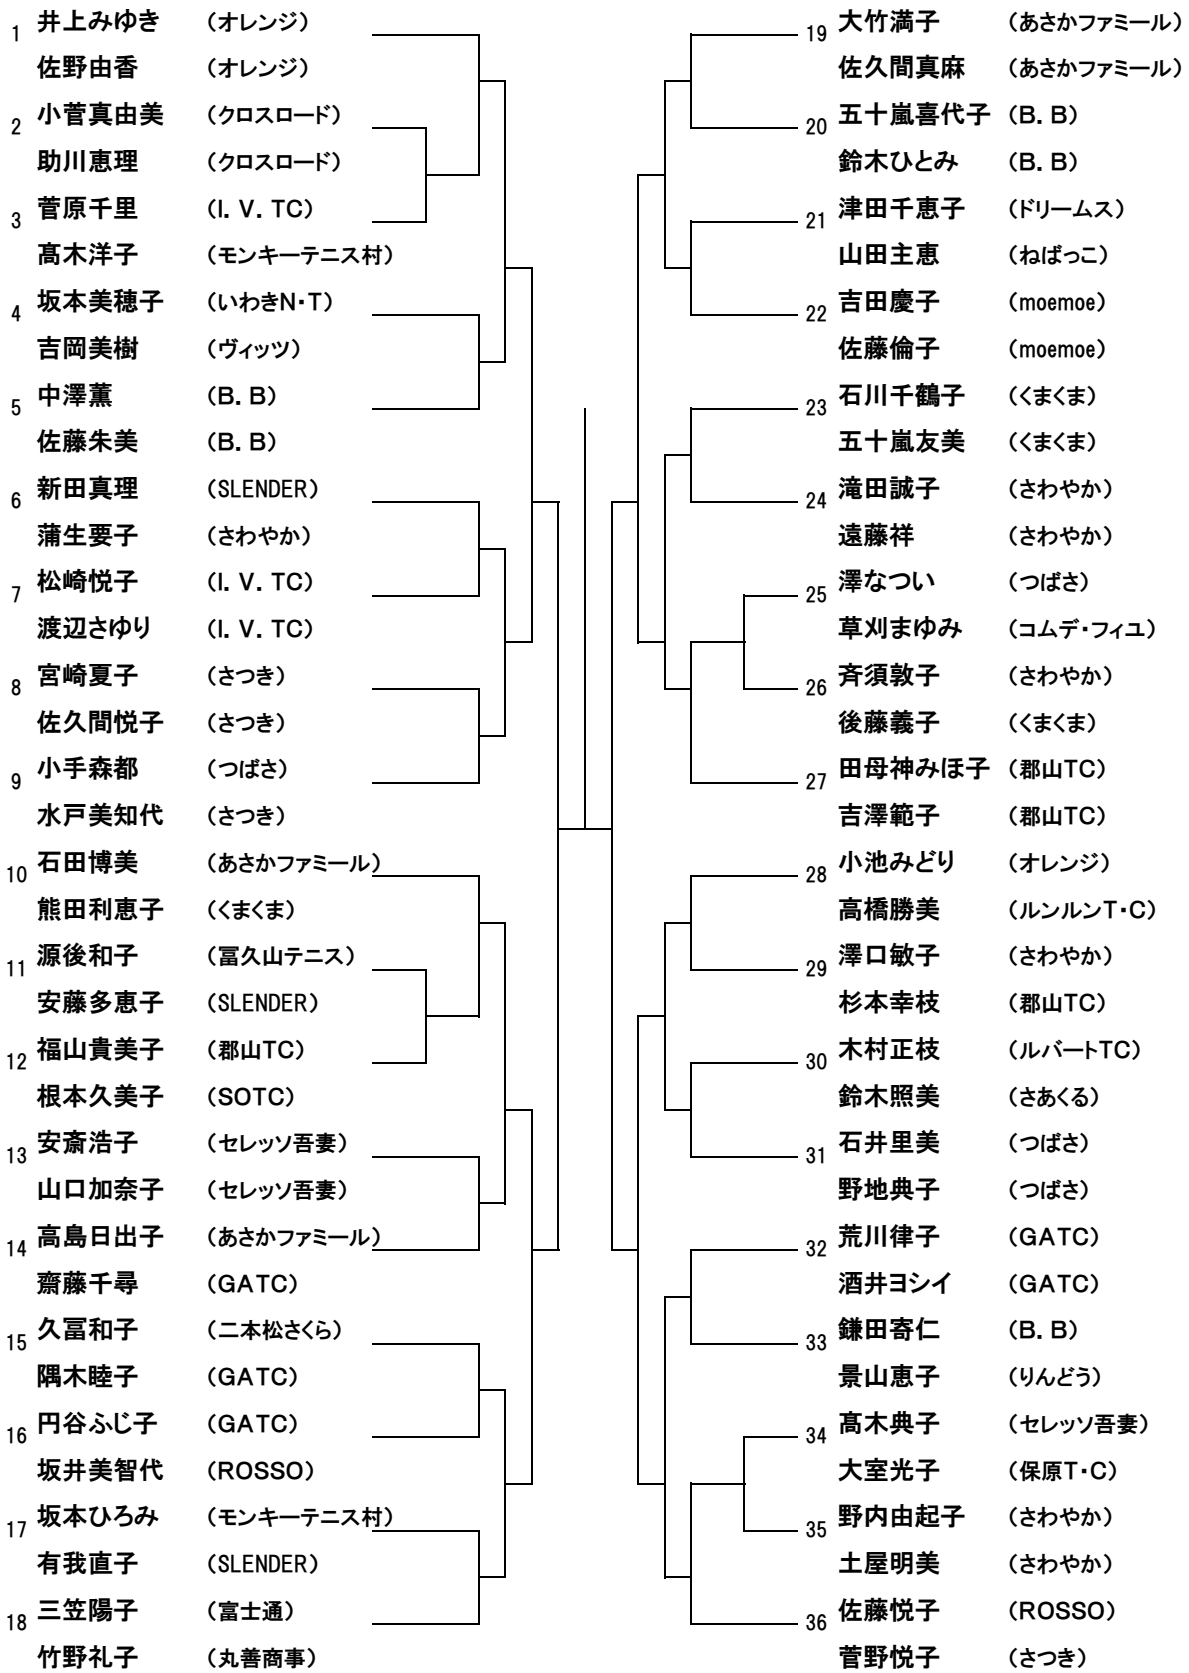 1 井上みゆき （オレンジ）
佐野由香 （オレンジ）
2 小菅真由美 （クロスロード）
助川恵理 （クロスロード）
3 菅原千里 （I．V．TC）
髙木洋子 （モンキーテニス村）
4 坂本美穂子 （いわきN・T）
吉岡美樹 （ヴィッツ）
5 中澤薫 （B．B）
佐藤朱美 （B．B）
6 新田真理 （SLENDER）
蒲生要子 （さわやか）
7 松崎悦子 （I．V．TC）
渡辺さゆり （I．V．TC）
8 宮崎夏子 （さつき）
佐久間悦子 （さつき）
9 小手森都 （つばさ）
水戸美知代 （さつき）
10 石田博美 （あさかファミール）
熊田利恵子 （くまくま）
11 源後和子 （冨久山テニス）
安藤多恵子 （SLENDER）
12 福山貴美子 （郡山TC）
根本久美子 （SOTC）
13 安斎浩子 （セレッソ吾妻）
山口加奈子 （セレッソ吾妻）
14 高島日出子 （あさかファミール）
齋藤千尋 （GATC）
15 久冨和子 （二本松さくら）
隅木睦子 （GATC）
16 円谷ふじ子 （GATC）
坂井美智代 （ROSSO）
17 坂本ひろみ （モンキーテニス村）
有我直子 （SLENDER）
18 三笠陽子 （富士通）
竹野礼子 （丸善商事）
19 大竹満子 （あさかファミール）
佐久間真麻 （あさかファミール）
20 五十嵐喜代子 （B．B）
鈴木ひとみ （B．B）
21 津田千恵子 （ドリームス）
山田主恵 （ねばっこ）
22 吉田慶子 （moemoe）
佐藤倫子 （moemoe）
23 石川千鶴子 （くまくま）
五十嵐友美 （くまくま）
24 滝田誠子 （さわやか）
遠藤祥 （さわやか）
25 澤なつい （つばさ）
草刈まゆみ （コムデ・フィユ）
26 斉須敦子 （さわやか）
後藤義子 （くまくま）
27 田母神みほ子 （郡山TC）
吉澤範子 （郡山TC）
28 小池みどり （オレンジ）
高橋勝美 （ルンルンT・C）
29 澤口敏子 （さわやか）
杉本幸枝 （郡山TC）
30 木村正枝 （ルバートTC）
鈴木照美 （さあくる）
31 石井里美 （つばさ）
野地典子 （つばさ）
32 荒川律子 （GATC）
酒井ヨシイ （GATC）
33 鎌田寄仁 （B．B）
景山恵子 （りんどう）
34 髙木典子 （セレッソ吾妻）
大室光子 （保原T・C）
35 野内由起子 （さわやか）
土屋明美 （さわやか）
36 佐藤悦子 （ROSSO）
菅野悦子 （さつき）